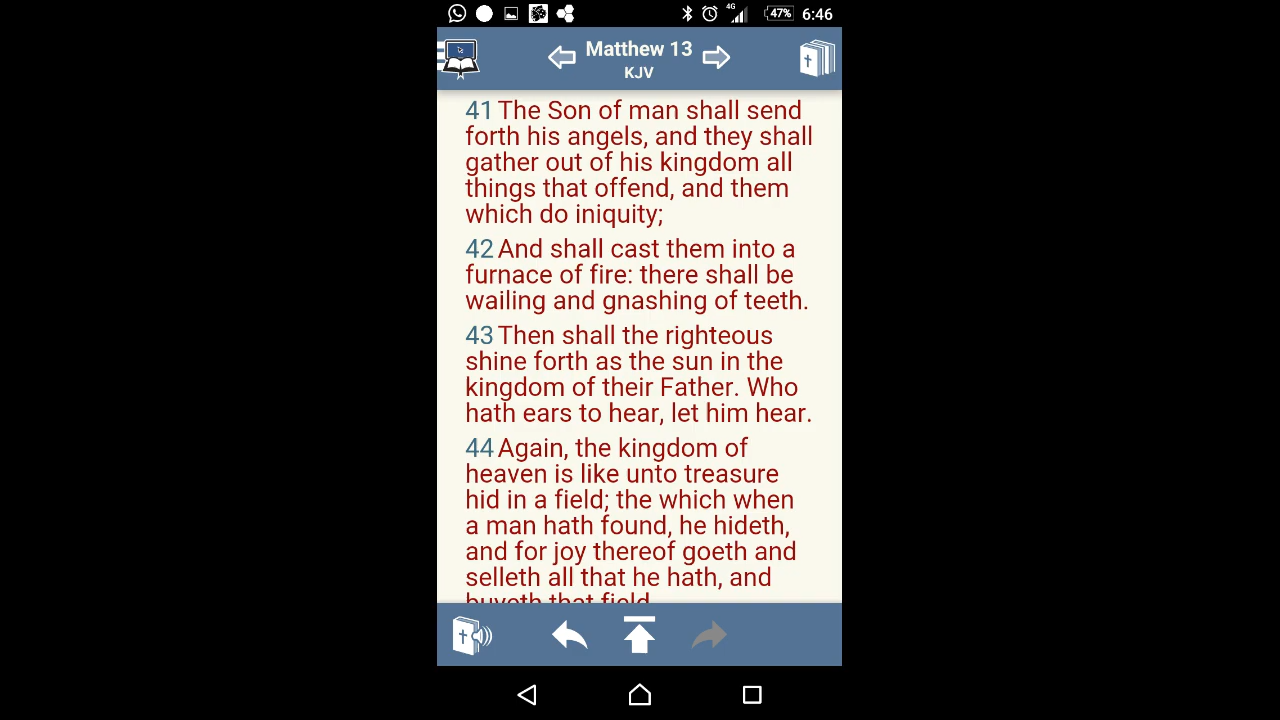 4G 47% 6:46
Matthew 13
KJV
41 The Son of man shall send
forth his angels, and they shall
gather out of his kingdom all
things that offend, and them
which do iniquity;
42 And shall cast them into a
furnace of fire: there shall be
wailing and gnashing of teeth.
43 Then shall the righteous
shine forth as the sun in the
kingdom of their Father. Who
hath ears to hear, let him hear.
44 Again, the kingdom of
heaven is like unto treasure
hid in a field; the which when
a man hath found, he hideth,
and for joy thereof goeth and
selleth all that he hath, and
buyeth that field.